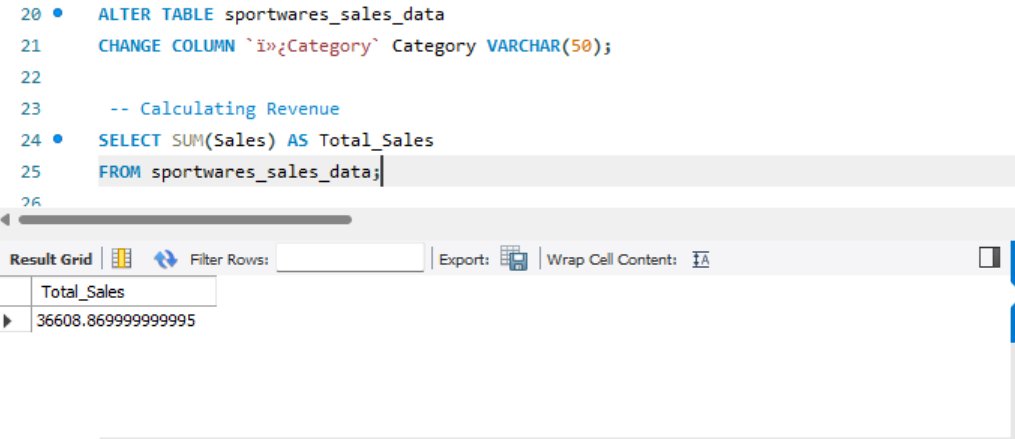 20 ALTER TABLE sportwares_sales_data
21 CHANGE COLUMN `ï»¿Category` Category VARCHAR(50);
22
23 -- Calculating Revenue
24 SELECT SUM(Sales) AS Total_Sales
25 FROM sportwares_sales_data;
26
Result Grid Filter Rows: Export: Wrap Cell Content: IA
Total_Sales
36608.869999999995